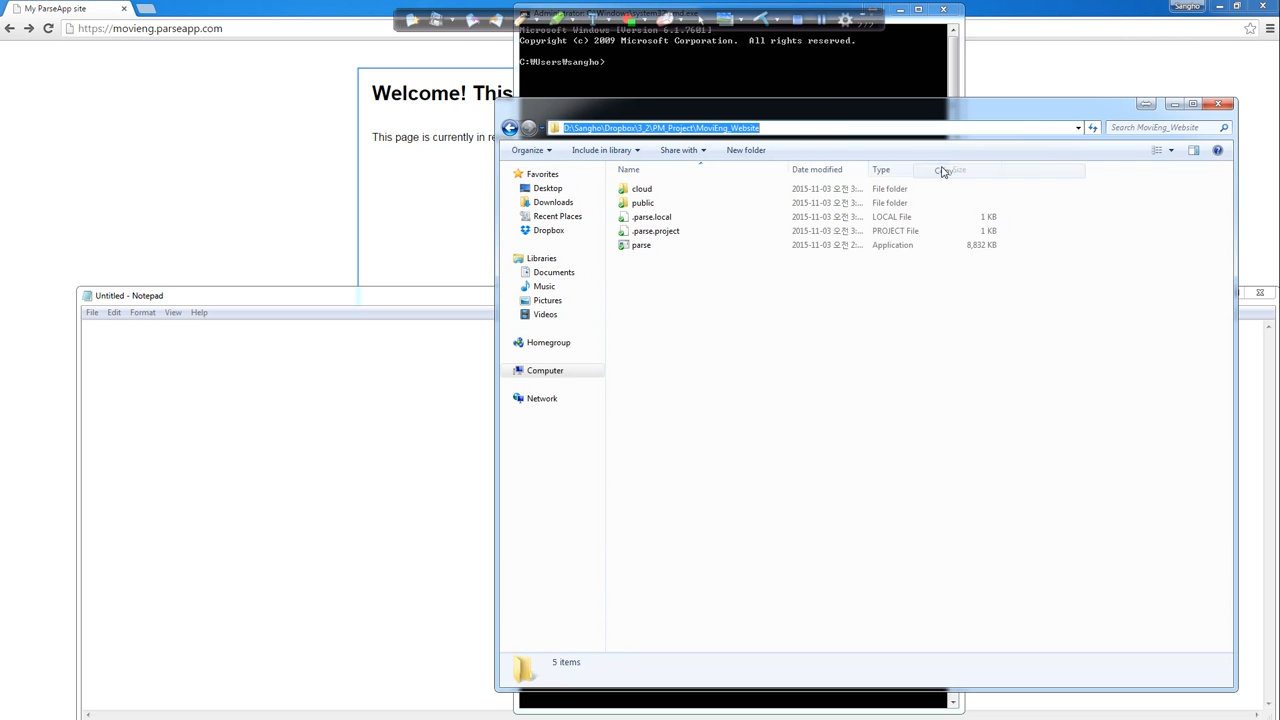 My ParseApp site
Sangho
https://movieng.parseapp.com
Administrator: C:\Windows\system32\cmd.exe
Microsoft Windows [Version 6.1.7601]
Copyright (c) 2009 Microsoft Corporation. All rights reserved.
C:₩Users₩sangho>
Welcome! This
This page is currently in re
D:\Sangho\Dropbox\3_2\PM_Project\MoviEng_Website
Search MoviEng_Website
Organize
Include in library
Share with
New folder
Name
Date modified
Type
Size
Favorites
Desktop
Downloads
Recent Places
Dropbox
Libraries
Documents
Music
Pictures
Videos
Homegroup
Computer
Network
cloud 2015-11-03 오전 3:... File folder
public 2015-11-03 오전 3:... File folder
.parse.local 2015-11-03 오전 3:... LOCAL File 1 KB
.parse.project 2015-11-03 오전 3:... PROJECT File 1 KB
parse 2015-11-03 오전 2:... Application 8,832 KB
Untitled - Notepad
File Edit Format View Help
5 items